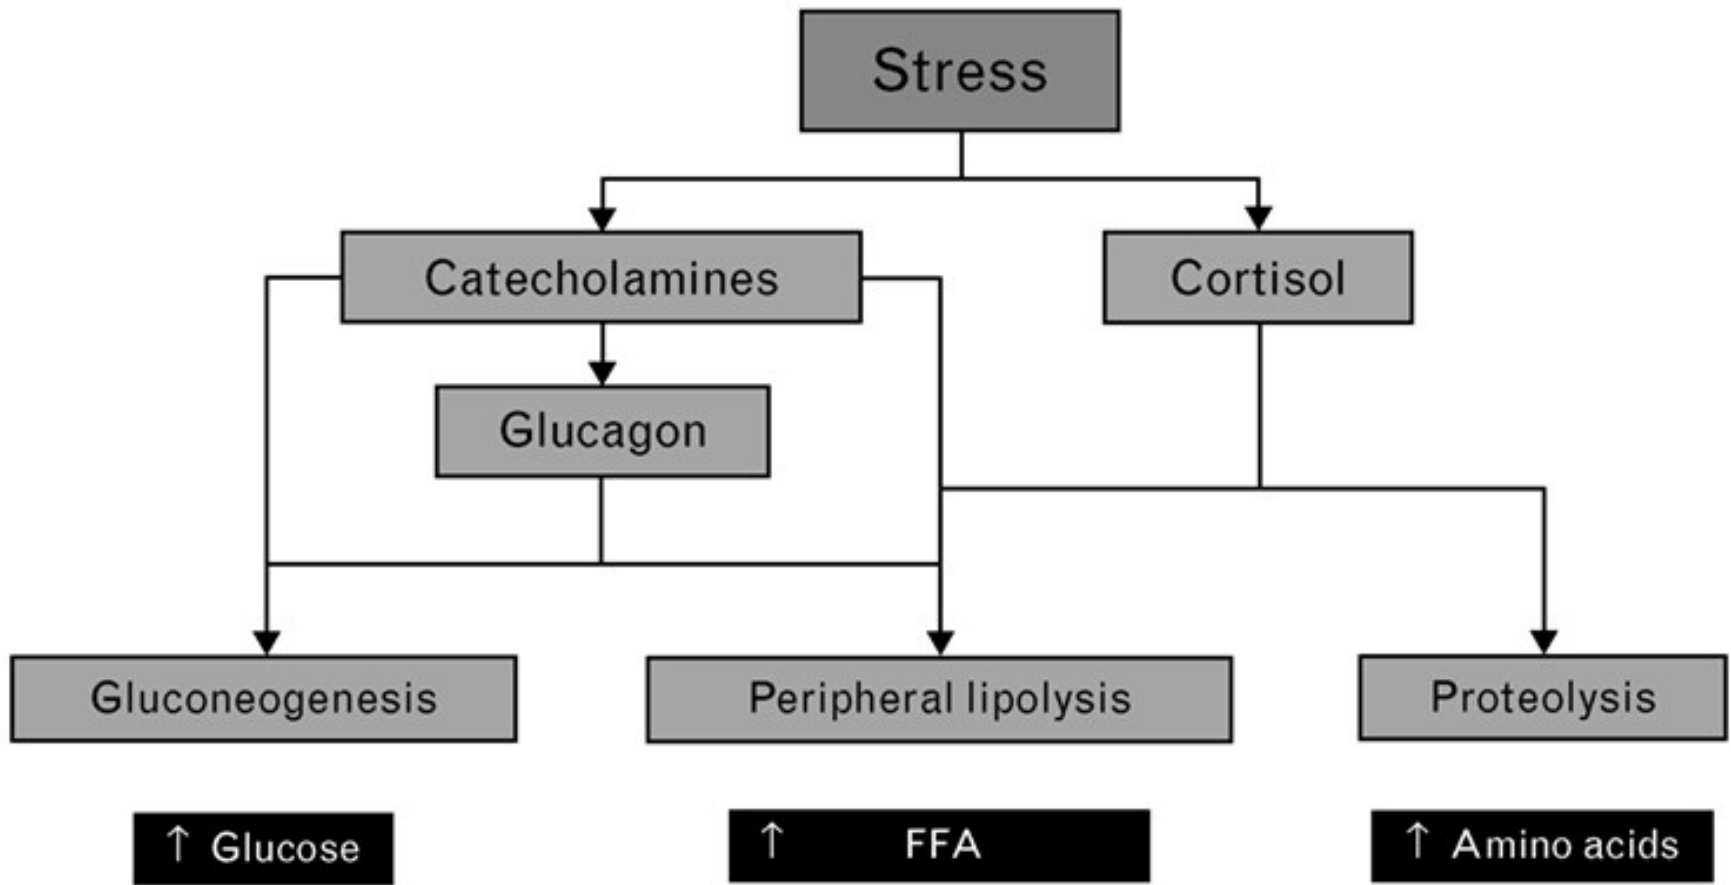 Stress
Catecholamines
Cortisol
Glucagon
Gluconeogenesis
Peripheral lipolysis
Proteolysis
↑ Glucose
↑ FFA
↑ Amino acids